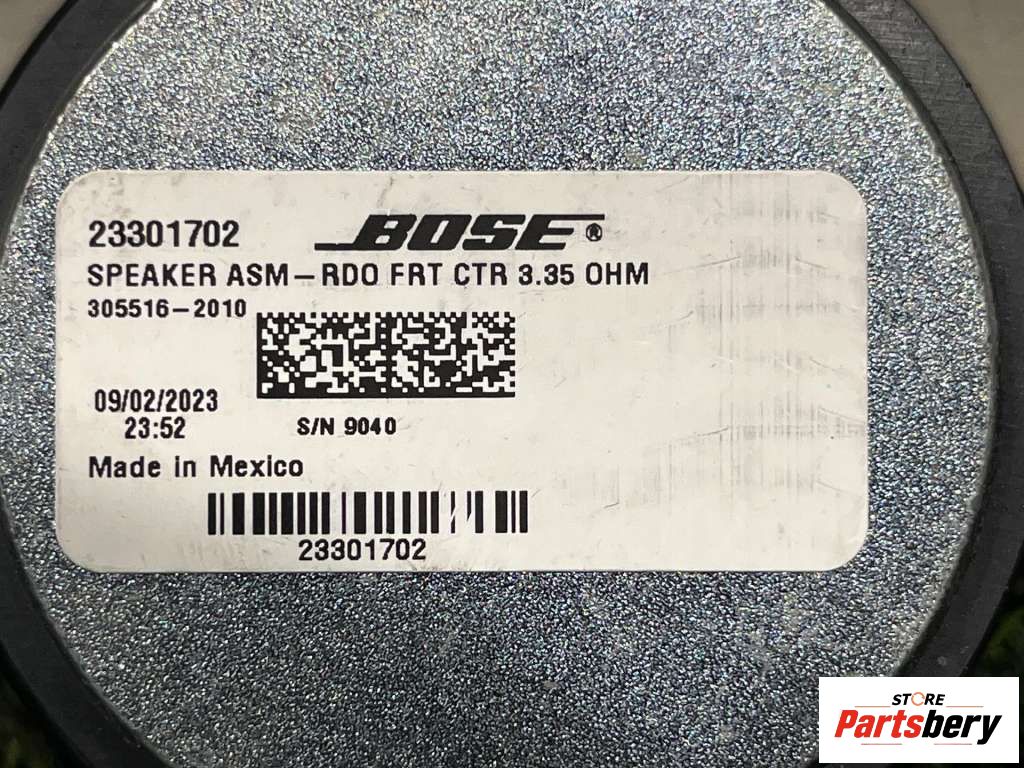 23301702 BOSE®
SPEAKER ASM-RDO FRT CTR 3.35 OHM
305516-2010
09/02/2023
23:52
S/N 9040
Made in Mexico
23301702
STORE
Partsbery